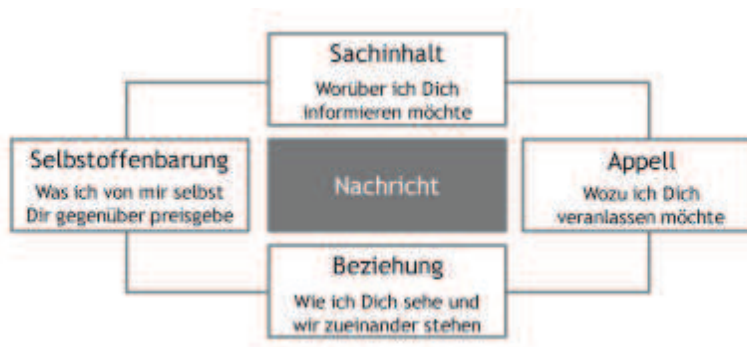 Sachinhalt
Worüber ich Dich
informieren möchte
Selbstoffenbarung
Was ich von mir selbst
Dir gegenüber preisgebe
Nachricht
Appell
Wozu ich Dich
veranlassen möchte
Beziehung
Wie ich Dich sehe und
wir zueinander stehen